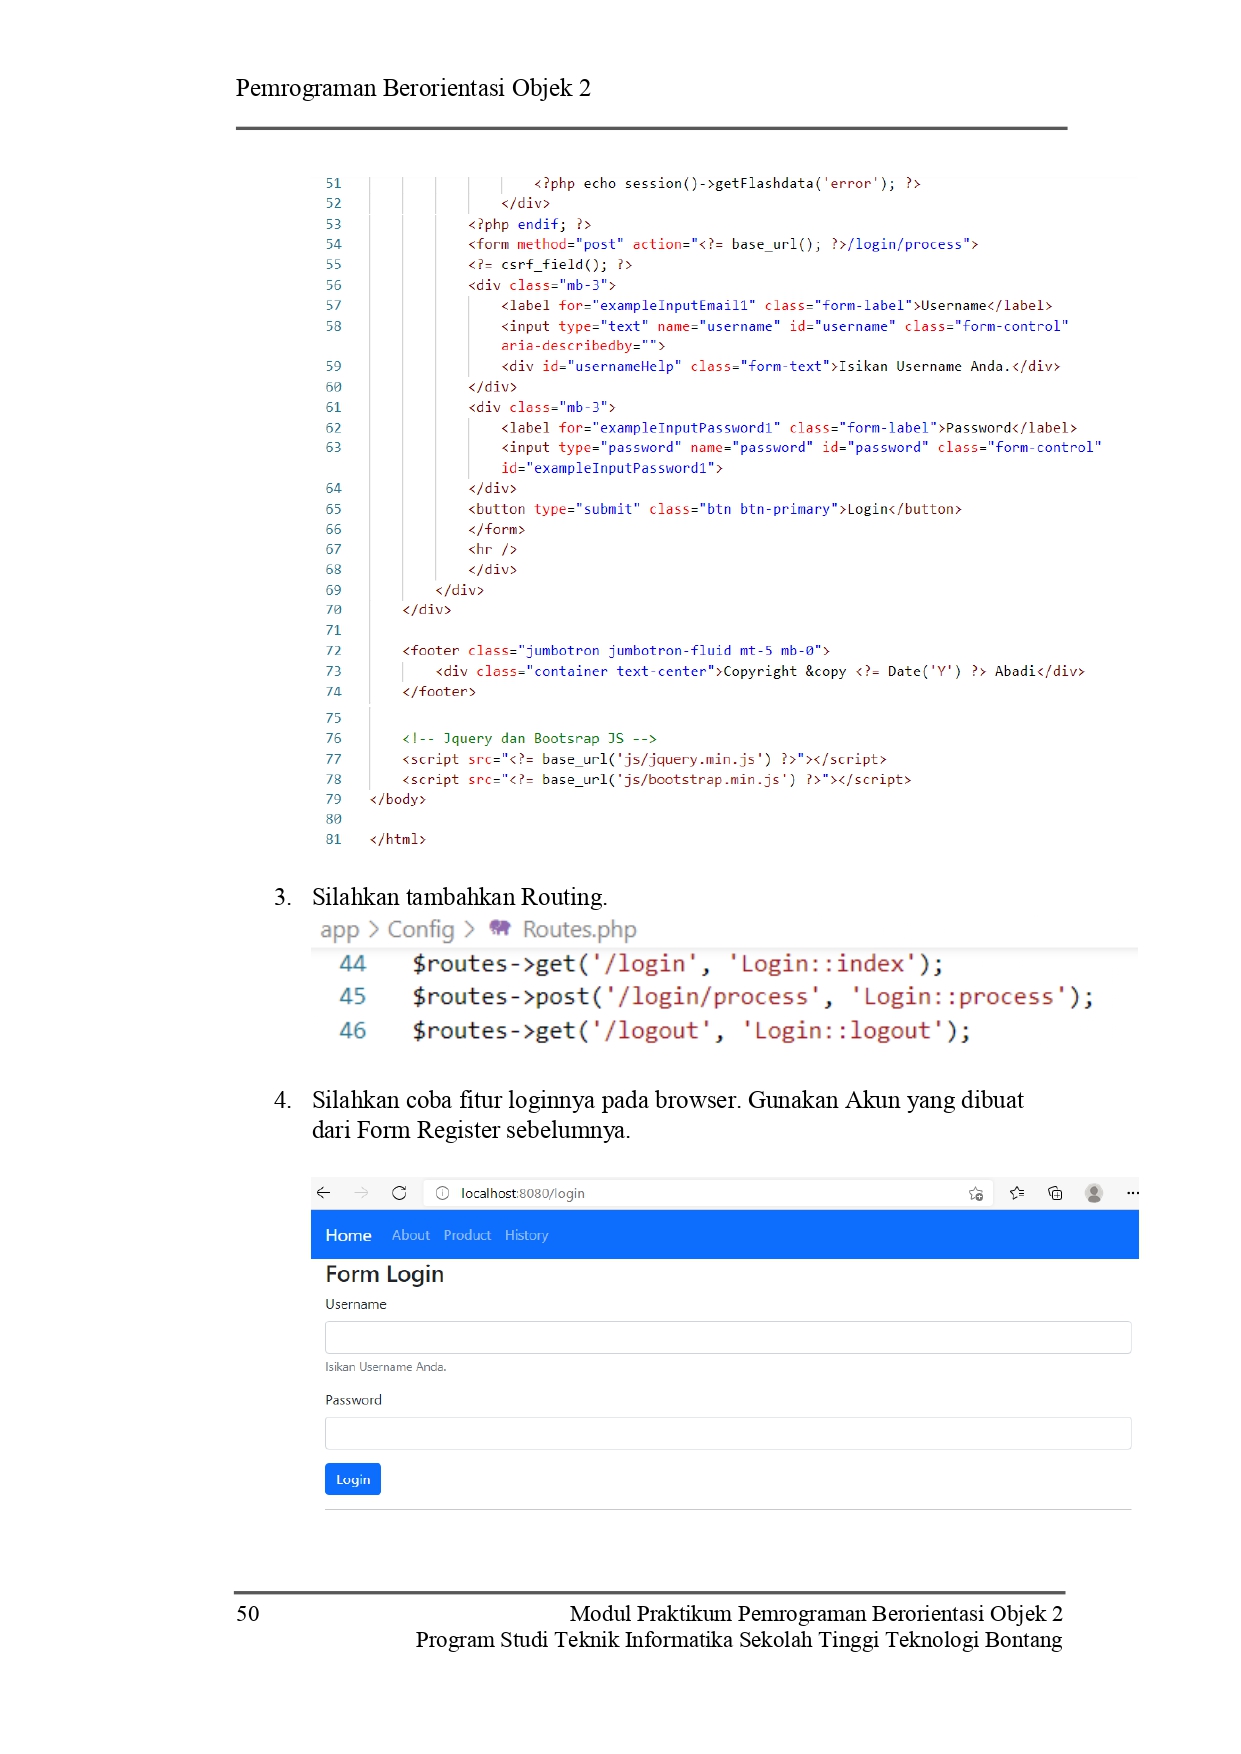 Pemrograman Berorientasi Objek 2
51 <?php echo session()->getFlashdata('error'); ?>
52 </div>
53 <?php endif; ?>
54 <form method="post" action="<?= base_url(); ?>/login/process">
55 <?= csrf_field(); ?>
56 <div class="mb-3">
57 <label for="exampleInputEmail1" class="form-label">Username</label>
58 <input type="text" name="username" id="username" class="form-control"
aria-describedby="">
59 <div id="usernameHelp" class="form-text">Isikan Username Anda.</div>
60 </div>
61 <div class="mb-3">
62 <label for="exampleInputPassword1" class="form-label">Password</label>
63 <input type="password" name="password" id="password" class="form-control"
id="exampleInputPassword1">
64 </div>
65 <button type="submit" class="btn btn-primary">Login</button>
66 </form>
67 <hr />
68 </div>
69 </div>
70 </div>
71
72 <footer class="jumbotron jumbotron-fluid mt-5 mb-0">
73 <div class="container text-center">Copyright &copy <?= Date('Y') ?> Abadi</div>
74 </footer>
75
76 <!-- Jquery dan Bootsrap JS -->
77 <script src="<?= base_url('js/jquery.min.js') ?>"></script>
78 <script src="<?= base_url('js/bootstrap.min.js') ?>"></script>
79 </body>
80
81 </html>
3. Silahkan tambahkan Routing.
app > Config > Routes.php
44 $routes->get('/login', 'Login::index');
45 $routes->post('/login/process', 'Login::process');
46 $routes->get('/logout', 'Login::logout');
4. Silahkan coba fitur loginnya pada browser. Gunakan Akun yang dibuat
dari Form Register sebelumnya.
localhost:8080/login
Home About Product History
Form Login
Username
Isikan Username Anda.
Password
Login
50 Modul Praktikum Pemrograman Berorientasi Objek 2
Program Studi Teknik Informatika Sekolah Tinggi Teknologi Bontang